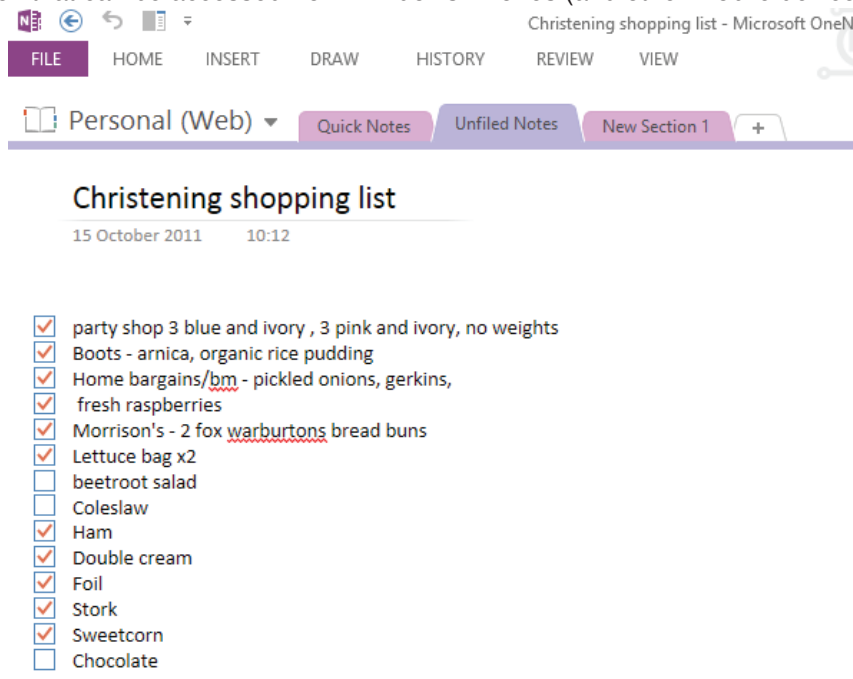 Christening shopping list - Microsoft OneN
FILE HOME INSERT DRAW HISTORY REVIEW VIEW
Personal (Web) Quick Notes Unfiled Notes New Section 1 +
Christening shopping list
15 October 2011 10:12
party shop 3 blue and ivory , 3 pink and ivory, no weights
Boots - arnica, organic rice pudding
Home bargains/bm - pickled onions, gerkins,
fresh raspberries
Morrison's - 2 fox warburtons bread buns
Lettuce bag x2
beetroot salad
Coleslaw
Ham
Double cream
Foil
Stork
Sweetcorn
Chocolate